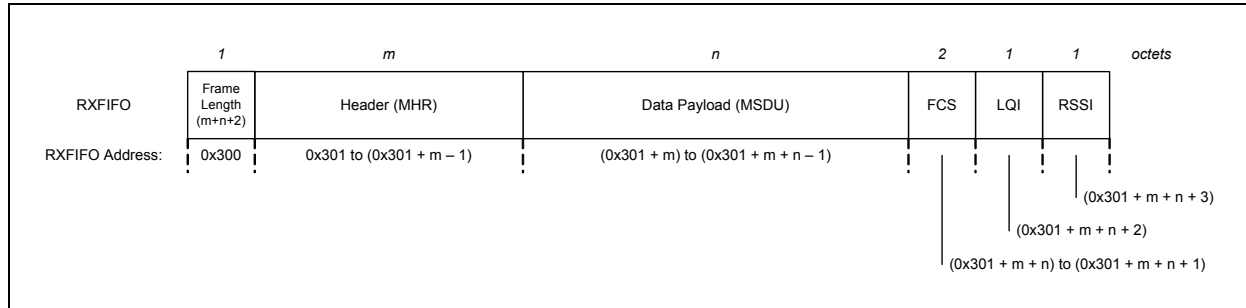 1 m n 2 1 1 octets
RXFIFO
Frame
Length
(m+n+2)
Header (MHR)
Data Payload (MSDU)
FCS
LQI
RSSI
RXFIFO Address:
0x300
0x301 to (0x301 + m – 1)
(0x301 + m) to (0x301 + m + n – 1)
(0x301 + m + n + 3)
(0x301 + m + n + 2)
(0x301 + m + n) to (0x301 + m + n + 1)